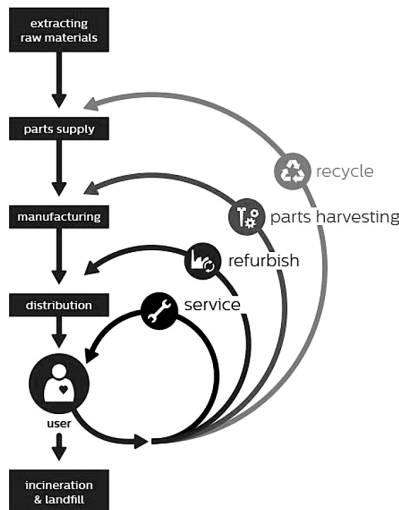 extracting
raw materials
parts supply
recycle
manufacturing
parts harvesting
refurbish
distribution
service
user
incineration
& landfill